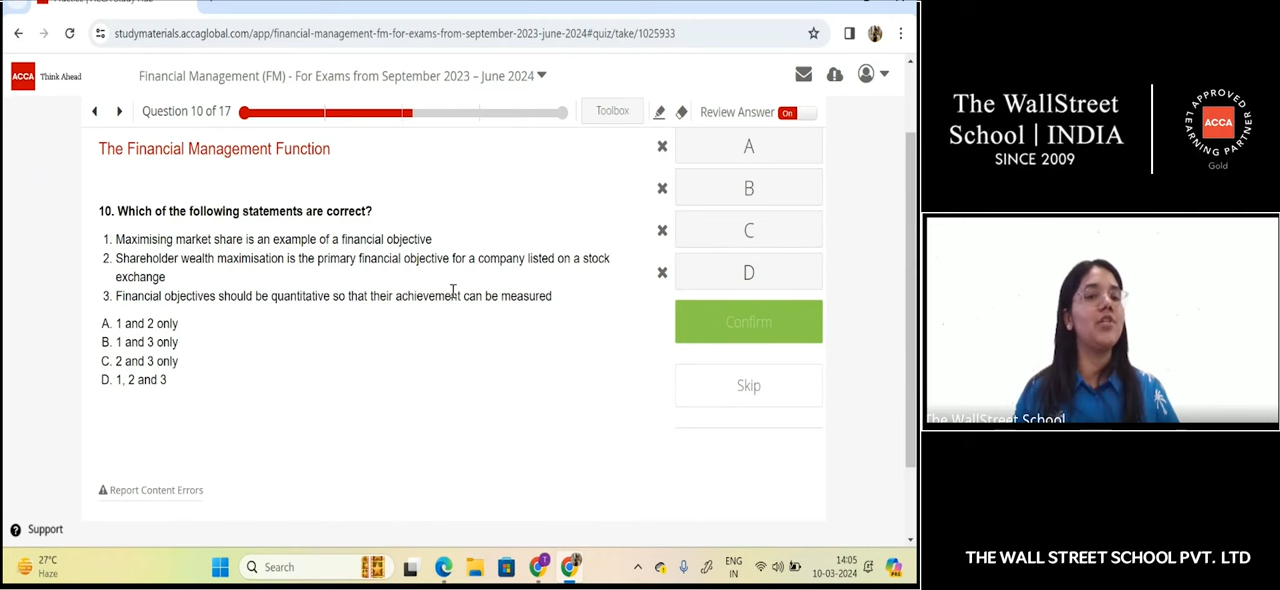 studymaterials.accaglobal.com/app/financial-management-fm-for-exams-from-september-2023-june-2024#quiz/take/1025933
ACCA Think Ahead
Financial Management (FM) - For Exams from September 2023 – June 2024
Question 10 of 17
Toolbox
Review Answer On
The Financial Management Function
10. Which of the following statements are correct?
1. Maximising market share is an example of a financial objective
2. Shareholder wealth maximisation is the primary financial objective for a company listed on a stock
exchange
3. Financial objectives should be quantitative so that their achievement can be measured
A. 1 and 2 only
B. 1 and 3 only
C. 2 and 3 only
D. 1, 2 and 3
A
B
C
D
Confirm
Skip
Report Content Errors
Support
27°C
Haze
Search
ENG
IN
14:05
10-03-2024
The WallStreet
School | INDIA
SINCE 2009
APPROVED
ACCA
LEARNING PARTNER
Gold
The WallStreet School
THE WALL STREET SCHOOL PVT. LTD